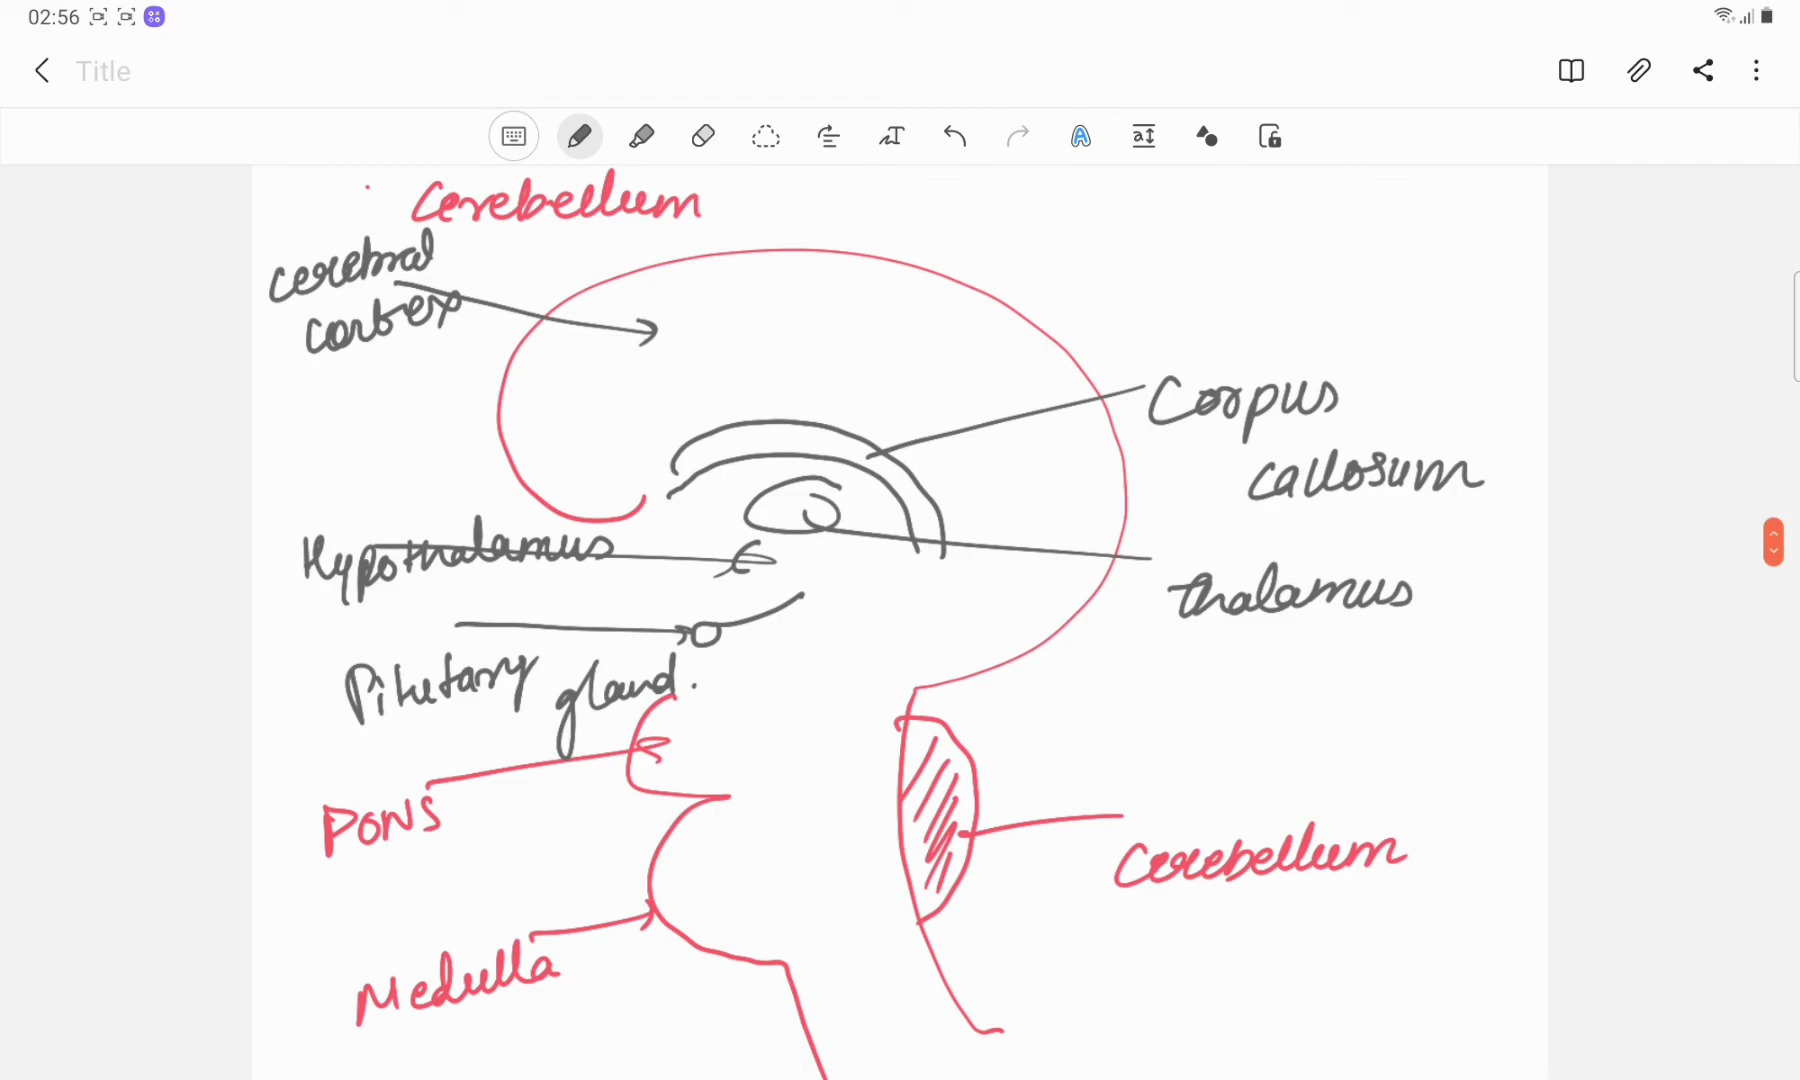 02:56
Title
Cerebellum
cerebral
cortex
Corpus
callosum
Hypothalamus
thalamus
Pituitary gland.
PONS
Cerebellum
Medulla